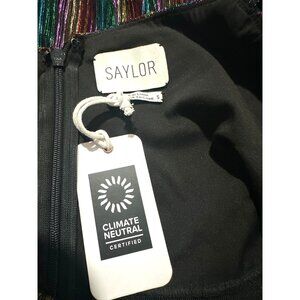 SAYLOR
S
CLIMATE
NEUTRAL
CERTIFIED